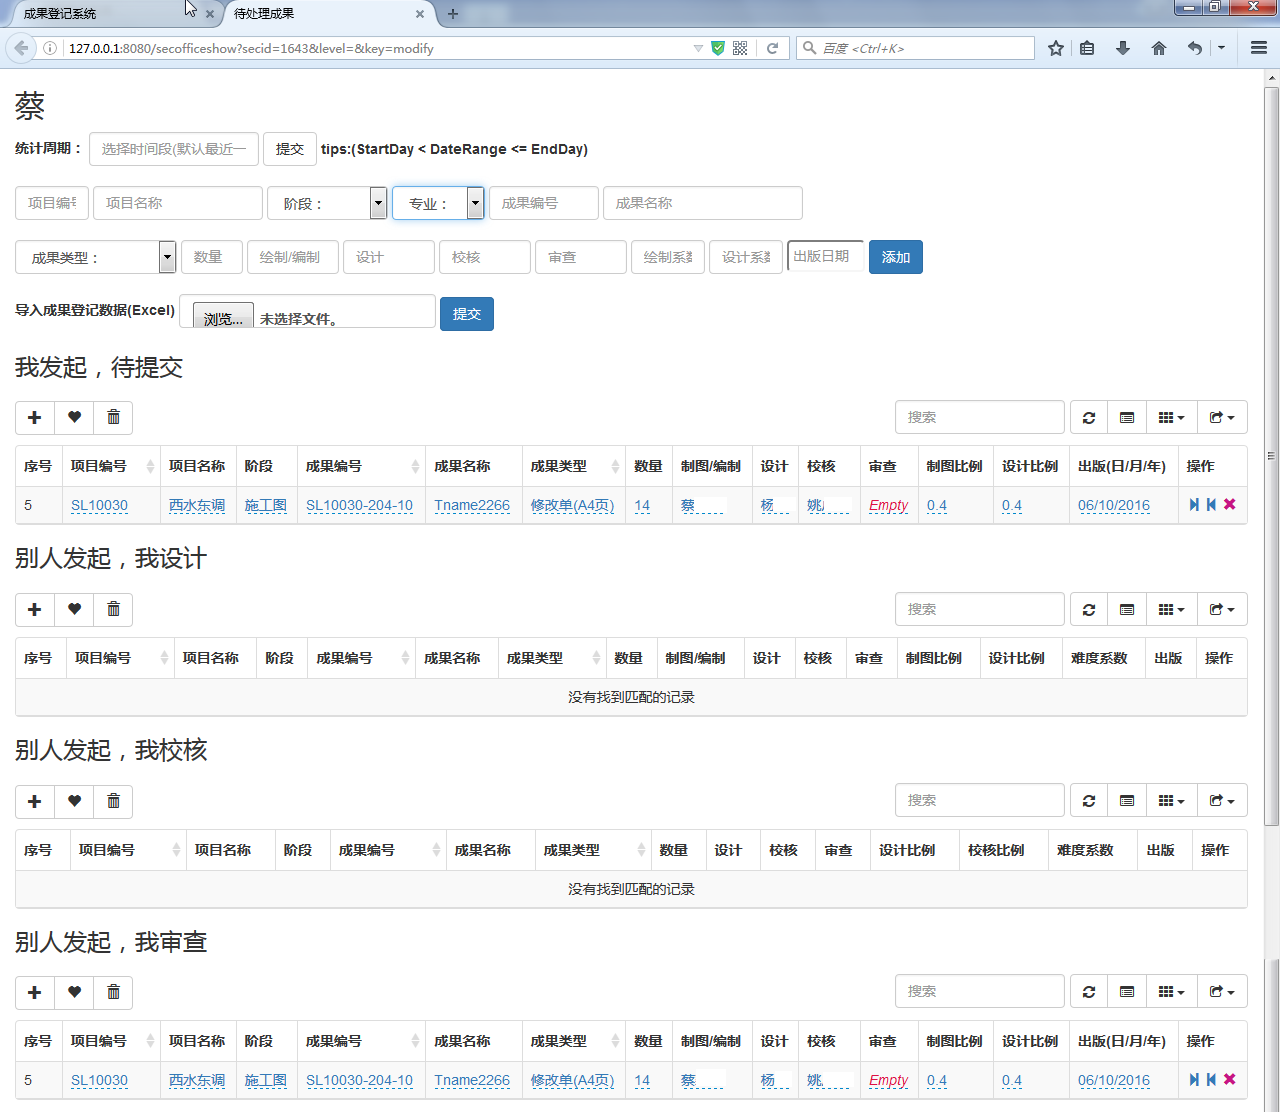 成果登记系统 待处理成果
127.0.0.1:8080/secofficeshow?secid=1643&level=&key=modify 百度 <Ctrl+K>
蔡
统计周期： 选择时间段(默认最近一 提交 tips:(StartDay < DateRange <= EndDay)
项目编号 项目名称 阶段： 专业： 成果编号 成果名称
成果类型： 数量 绘制/编制 设计 校核 审查 绘制系数 设计系数 出版日期 添加
导入成果登记数据(Excel) 浏览... 未选择文件。 提交
我发起，待提交
搜索
序号 项目编号 项目名称 阶段 成果编号 成果名称 成果类型 数量 制图/编制 设计 校核 审查 制图比例 设计比例 出版(日/月/年) 操作
5 SL10030 西水东调 施工图 SL10030-204-10 Tname2266 修改单(A4页) 14 蔡 杨 姚 Empty 0.4 0.4 06/10/2016
别人发起，我设计
搜索
序号 项目编号 项目名称 阶段 成果编号 成果名称 成果类型 数量 制图/编制 设计 校核 审查 制图比例 设计比例 难度系数 出版 操作
没有找到匹配的记录
别人发起，我校核
搜索
序号 项目编号 项目名称 阶段 成果编号 成果名称 成果类型 数量 设计 校核 审查 设计比例 校核比例 难度系数 出版 操作
没有找到匹配的记录
别人发起，我审查
搜索
序号 项目编号 项目名称 阶段 成果编号 成果名称 成果类型 数量 制图/编制 设计 校核 审查 制图比例 设计比例 出版(日/月/年) 操作
5 SL10030 西水东调 施工图 SL10030-204-10 Tname2266 修改单(A4页) 14 蔡 杨 姚 Empty 0.4 0.4 06/10/2016